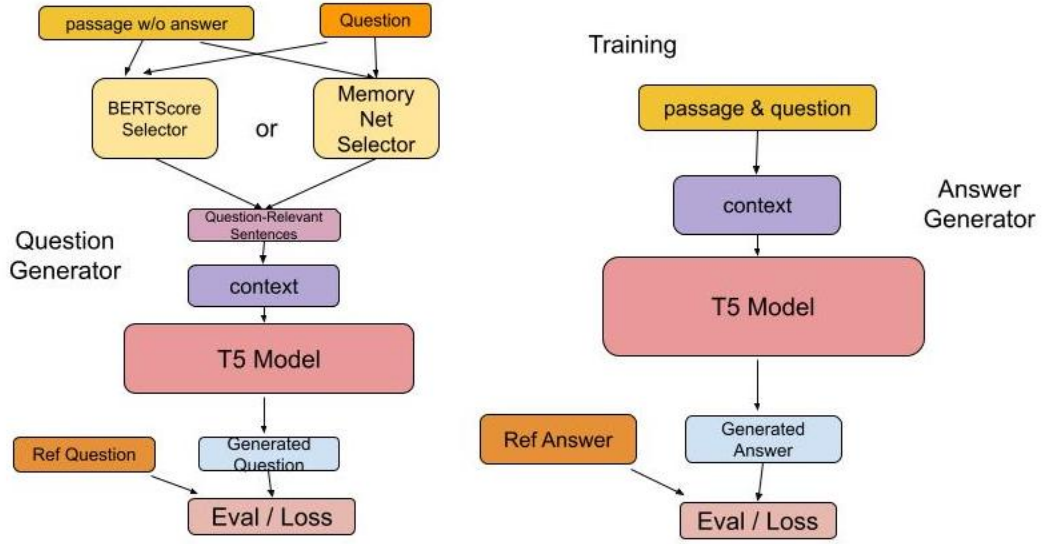 passage w/o answer
Question
BERTScore
Selector
or
Memory
Net
Selector
Question-Relevant
Sentences
Question
Generator
context
T5 Model
Ref Question
Generated
Question
Eval / Loss
Training
passage & question
context
Answer
Generator
T5 Model
Ref Answer
Generated
Answer
Eval / Loss